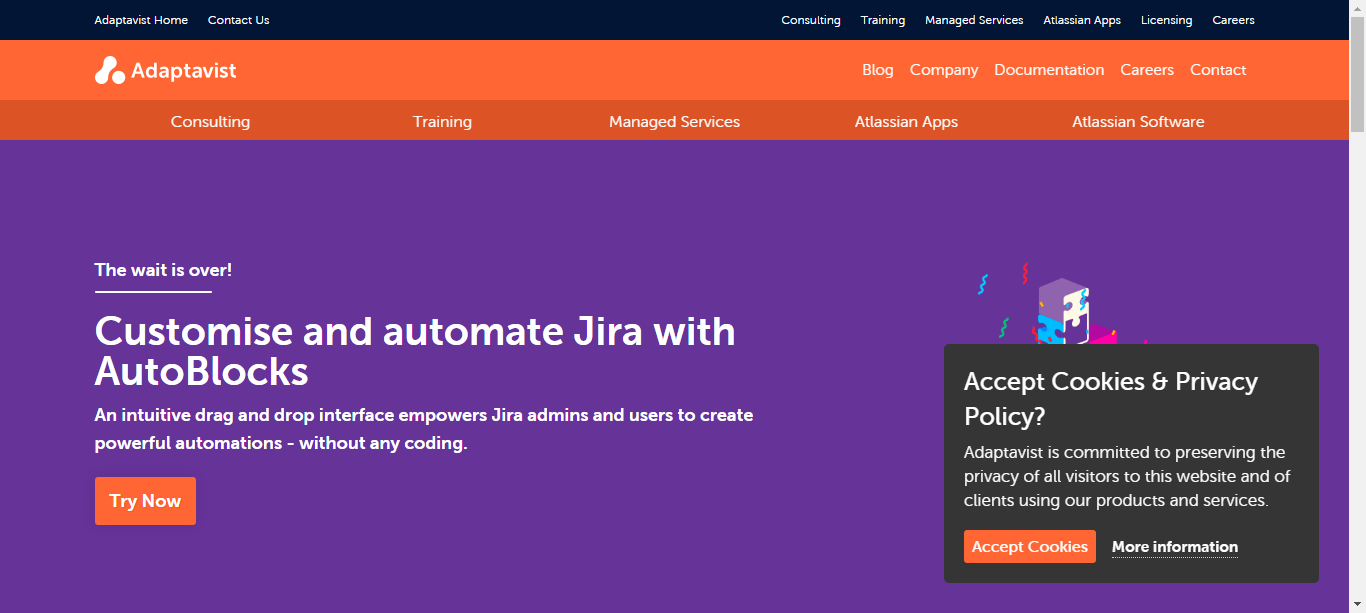 Adaptavist Home Contact Us Consulting Training Managed Services Atlassian Apps Licensing Careers
Adaptavist Blog Company Documentation Careers Contact
Consulting Training Managed Services Atlassian Apps Atlassian Software
The wait is over!
Customise and automate Jira with
AutoBlocks
An intuitive drag and drop interface empowers Jira admins and users to create
powerful automations - without any coding.
Try Now
Accept Cookies & Privacy
Policy?
Adaptavist is committed to preserving the
privacy of all visitors to this website and of
clients using our products and services.
Accept Cookies More information